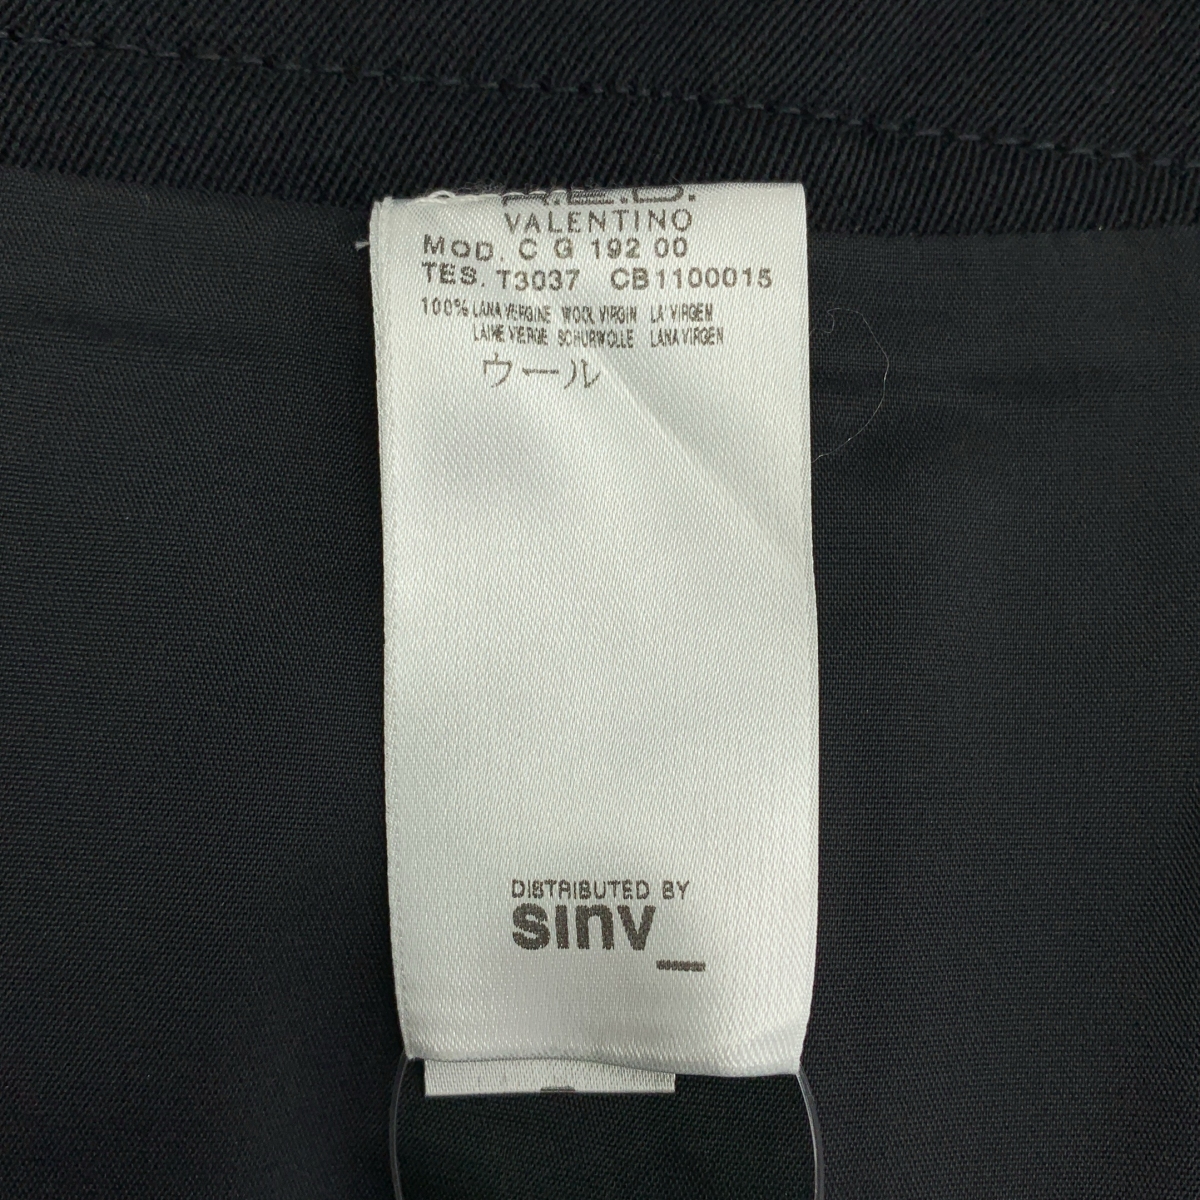 R.E.D.
VALENTINO
MOD. C G 192 00
TES. T3037 CB1100015
100% LANA VERGINE WOOL VIRGIN LA VIRGEN
LAINE VIERGE SCHURWOLLE LANA VIRGEN
ウール
DISTRIBUTED BY
sinv_